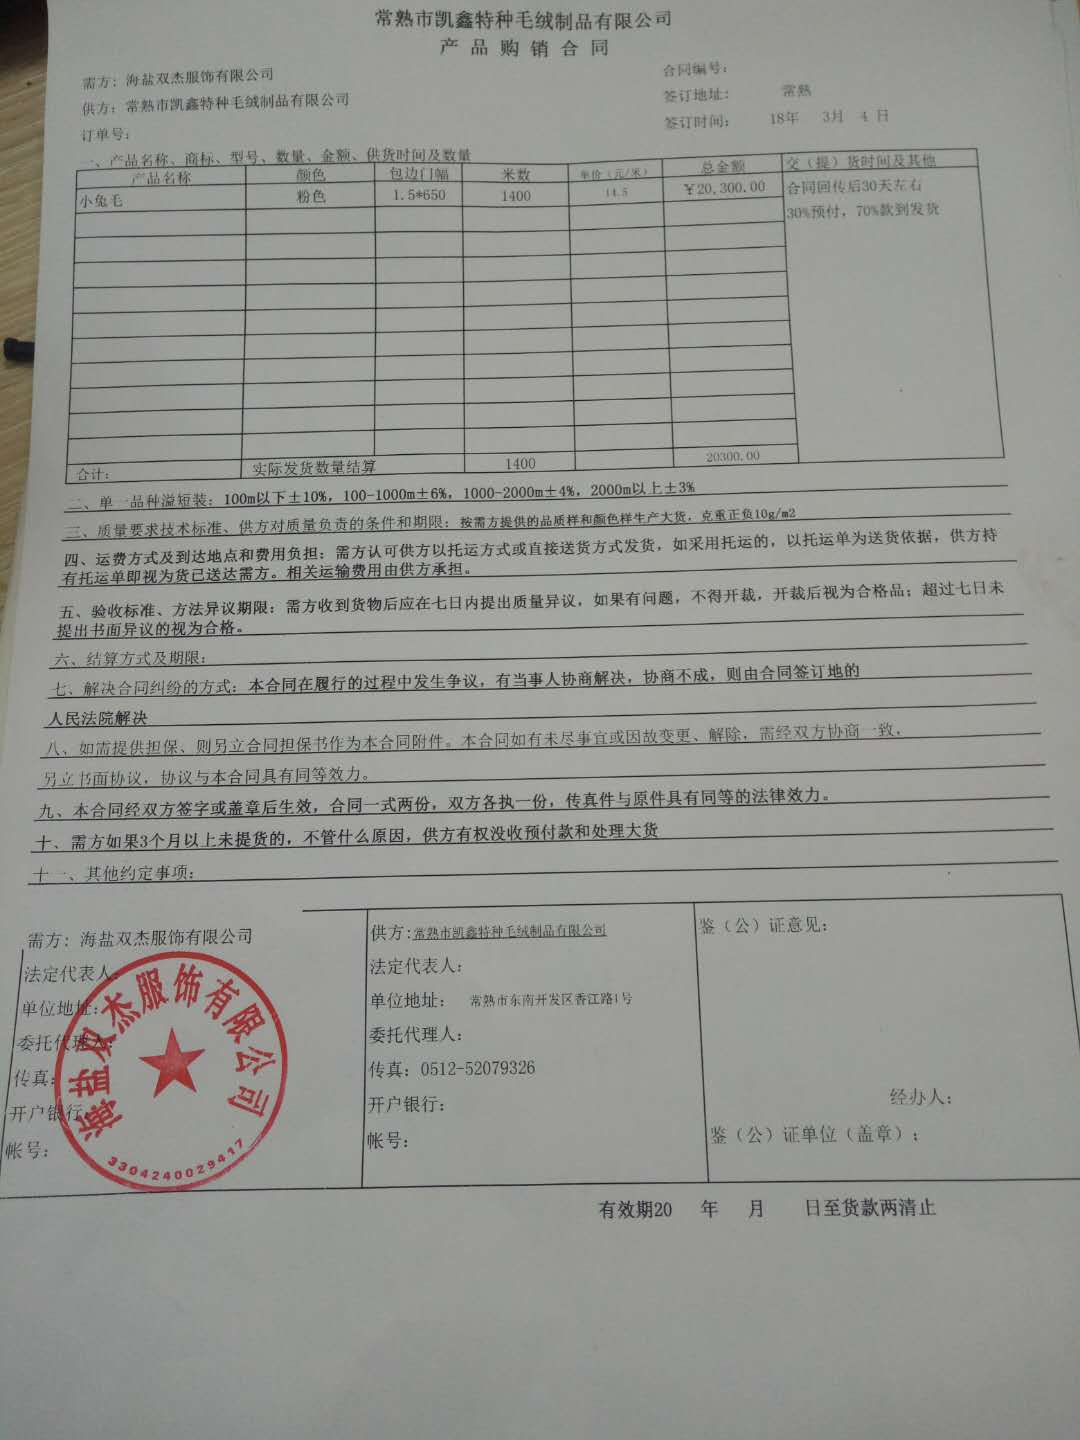 常熟市凯鑫特种毛绒制品有限公司
产品购销合同
需方：海盐双杰服饰有限公司
合同编号：
供方：常熟市凯鑫特种毛绒制品有限公司
签订地址： 常熟
订单号：
签订时间： 18年 3月 4 日
一、产品名称、商标、型号、数量、金额、供货时间及数量
产品名称 颜色 包边门幅 米数 单价（元/米） 总金额 交（提）货时间及其他
小兔毛 粉色 1.5*650 1400 14.5 ￥20,300.00 合同回传后30天左右
30%预付，70%款到发货
合计： 实际发货数量结算 1400 20300.00
二、单一品种溢短装：100m以下±10%，100-1000m±6%，1000-2000m±4%，2000m以上±3%
三、质量要求技术标准、供方对质量负责的条件和期限：按需方提供的品质样和颜色样生产大货，克重正负10g/m2
四、运费方式及到达地点和费用负担：需方认可供方以托运方式或直接送货方式发货，如采用托运的，以托运单为送货依据，供方持
有托运单即视为货已送达需方。相关运输费用由供方承担。
五、验收标准、方法异议期限：需方收到货物后应在七日内提出质量异议，如果有问题，不得开裁，开裁后视为合格品；超过七日未
提出书面异议的视为合格。
六、结算方式及期限：
七、解决合同纠纷的方式：本合同在履行的过程中发生争议，有当事人协商解决，协商不成，则由合同签订地的
人民法院解决
八、如需提供担保、则另立合同担保书作为本合同附件。本合同如有未尽事宜或因故变更、解除，需经双方协商一致，
另立书面协议，协议与本合同具有同等效力。
九、本合同经双方签字或盖章后生效，合同一式两份，双方各执一份，传真件与原件具有同等的法律效力。
十、需方如果3个月以上未提货的，不管什么原因，供方有权没收预付款和处理大货
十一、其他约定事项：
需方：海盐双杰服饰有限公司
法定代表人：
单位地址：
委托代理人：
传真：
开户银行：
帐号：
海盐双杰服饰有限公司
3304240029417
供方：常熟市凯鑫特种毛绒制品有限公司
法定代表人：
单位地址： 常熟市东南开发区香江路1号
委托代理人：
传真：0512-52079326
开户银行：
帐号：
鉴（公）证意见：
经办人：
鉴（公）证单位（盖章）；
有效期20 年 月 日至货款两清止